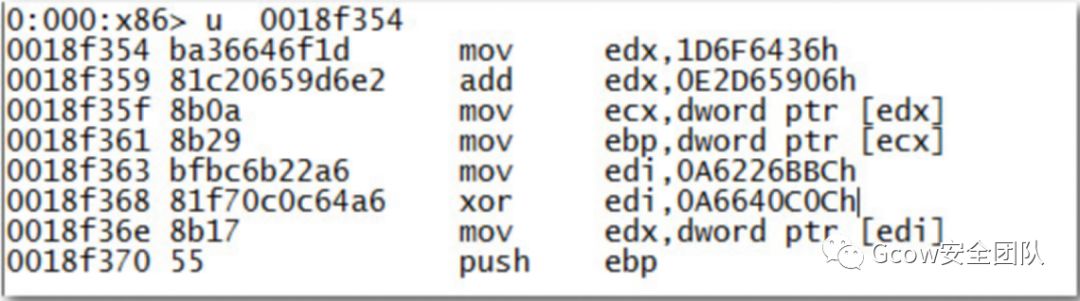 0:000:x86> u  0018f354
0018f354 ba36646f1d      mov     edx,1D6F6436h
0018f359 81c20659d6e2    add     edx,0E2D65906h
0018f35f 8b0a            mov     ecx,dword ptr [edx]
0018f361 8b29            mov     ebp,dword ptr [ecx]
0018f363 bfbc6b22a6      mov     edi,0A6226BBCh
0018f368 81f70c0c64a6    xor     edi,0A6640C0Ch
0018f36e 8b17            mov     edx,dword ptr [edi]
0018f370 55              push    ebp
Gcow安全团队